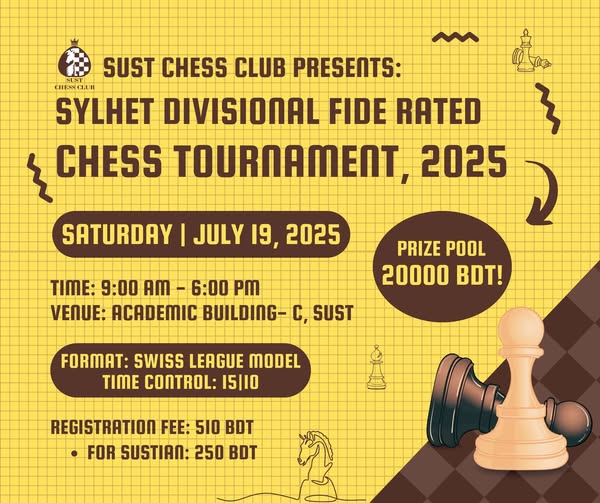 SUST
CHESS CLUB
SUST CHESS CLUB PRESENTS:
SYLHET DIVISIONAL FIDE RATED
CHESS TOURNAMENT, 2025
SATURDAY | JULY 19, 2025
PRIZE POOL
20000 BDT!
TIME: 9:00 AM - 6:00 PM
VENUE: ACADEMIC BUILDING- C, SUST
FORMAT: SWISS LEAGUE MODEL
TIME CONTROL: 15|10
REGISTRATION FEE: 510 BDT
• FOR SUSTIAN: 250 BDT